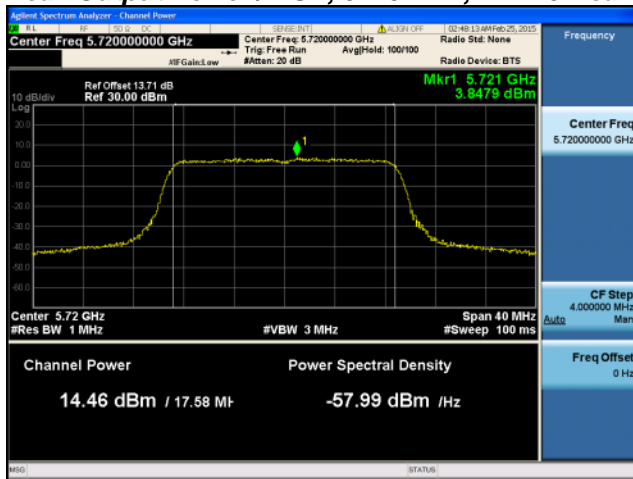 Agilent Spectrum Analyzer - Channel Power
RL RF 50 Ω DC SENSE:INT ALIGN OFF 02:48:13 AM Feb 25, 2015
Center Freq 5.720000000 GHz
Center Freq: 5.720000000 GHz
Radio Std: None
Trig: Free Run Avg|Hold: 100/100
#IFGain:Low #Atten: 20 dB Radio Device: BTS
Frequency
Mkr1 5.721 GHz
3.8479 dBm
Ref Offset 13.71 dB
10 dB/div Ref 30.00 dBm
Log
20.0
10.0
0.00
-10.0
-20.0
-30.0
-40.0
-50.0
-60.0
1
Center Freq
5.720000000 GHz
Center 5.72 GHz Span 40 MHz
#Res BW 1 MHz #VBW 3 MHz #Sweep 100 ms
CF Step
4.000000 MHz
Auto Man
Channel Power Power Spectral Density
14.46 dBm / 17.58 MH -57.99 dBm /Hz
Freq Offset
0 Hz
MSG STATUS